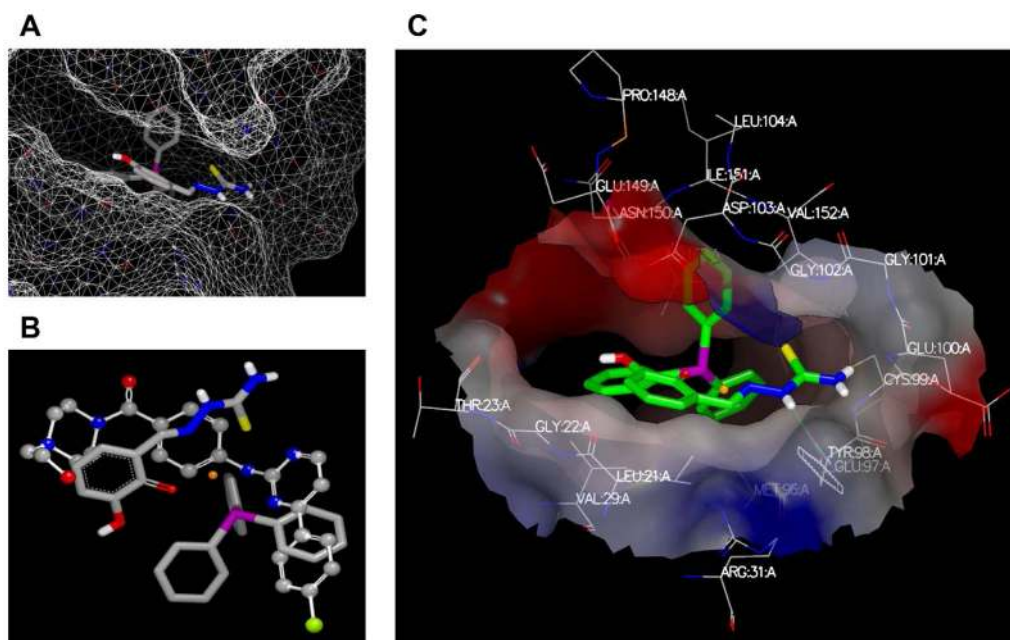 A
B
C
PRO:148:A
LEU:104:A
ILE:151:A
GLU:149:A
ASP:103:A
ASN:150:A
VAL:152:A
GLY:101:A
GLY:102:A
GLU:100:A
CYS:99:A
THR:23:A
GLY:22:A
TYR:98:A
GLU:97:A
LEU:21:A
MET:96:A
VAL:29:A
ARG:31:A